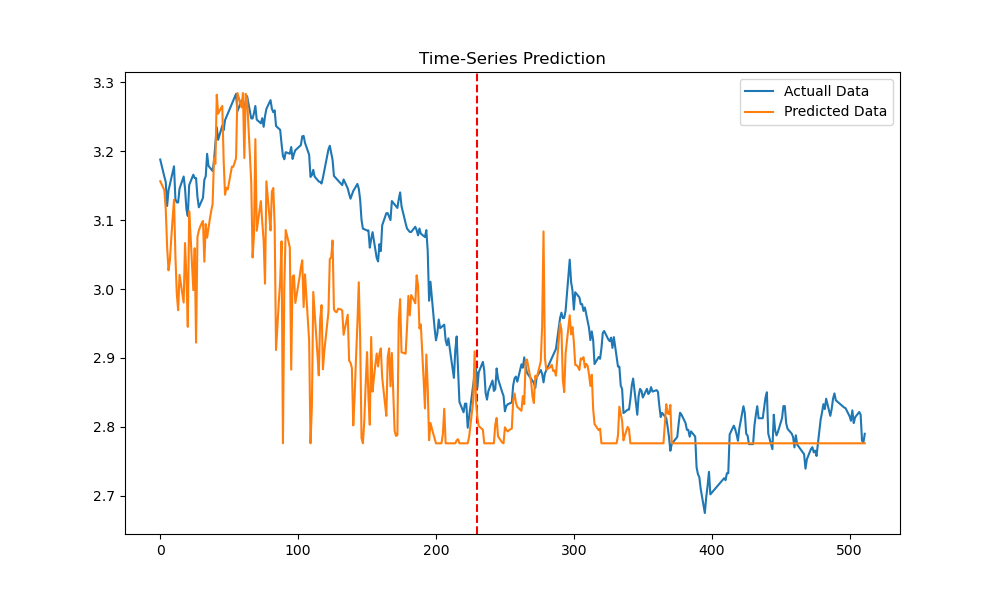 Time-Series Prediction
Actuall Data
Predicted Data
3.3
3.2
3.1
3.0
2.9
2.8
2.7
0 100 200 300 400 500